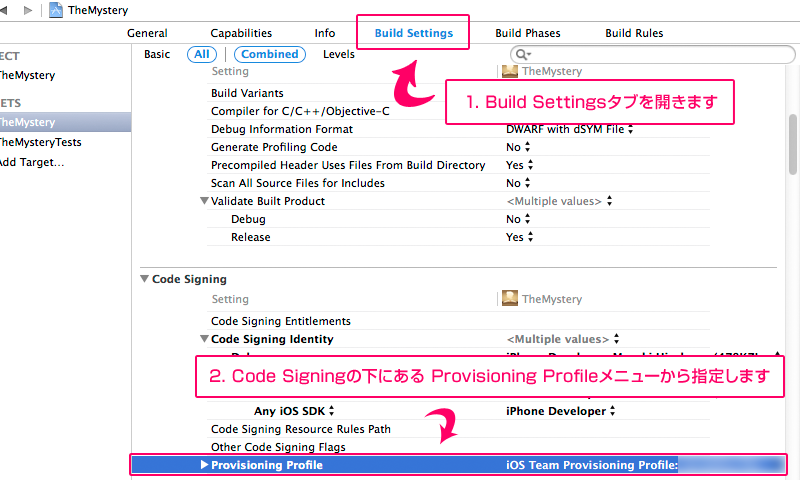 TheMystery
General Capabilities Info Build Settings Build Phases Build Rules
Basic All Combined Levels
ECT
TheMystery
ETS
TheMystery
TheMysteryTests
Add Target...
Setting TheMystery
Build Variants
1. Build Settingsタブを開きます
Compiler for C/C++/Objective-C
Debug Information Format DWARF with dSYM File
Generate Profiling Code No
Precompiled Header Uses Files From Build Directory Yes
Scan All Source Files for Includes No
Validate Built Product <Multiple values>
Debug No
Release Yes
Code Signing
Setting TheMystery
Code Signing Entitlements
Code Signing Identity <Multiple values>
2. Code Signingの下にある Provisioning Profileメニューから指定します
Any iOS SDK iPhone Developer
Code Signing Resource Rules Path
Other Code Signing Flags
Provisioning Profile iOS Team Provisioning Profile: